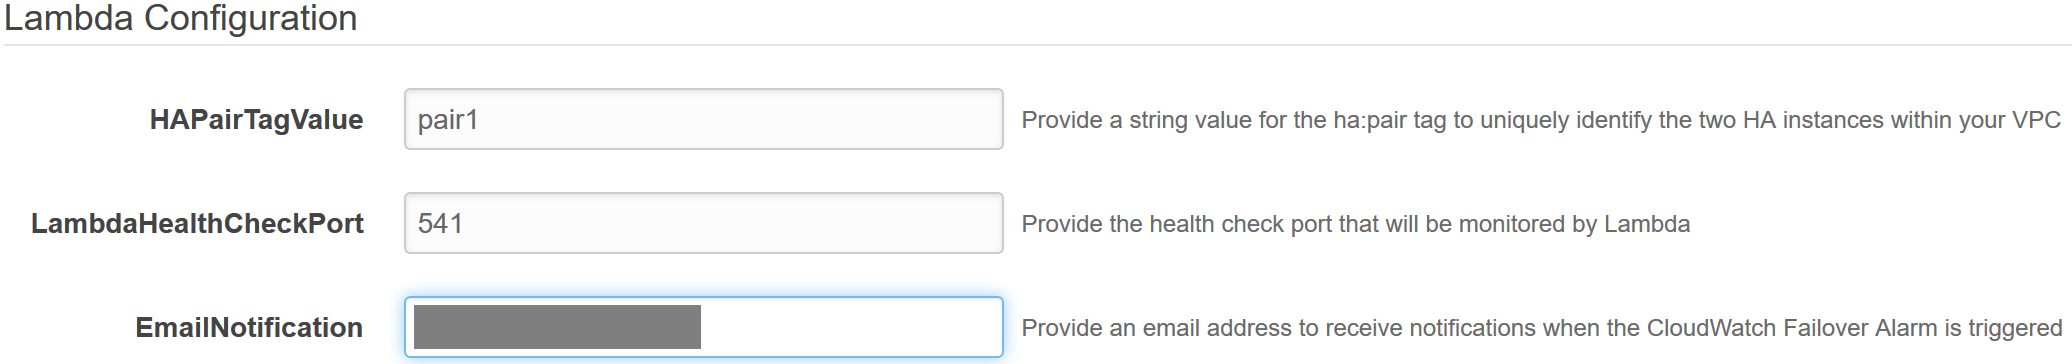 Lambda Configuration
HAPairTagValue pair1 Provide a string value for the ha:pair tag to uniquely identify the two HA instances within your VPC
LambdaHealthCheckPort 541 Provide the health check port that will be monitored by Lambda
EmailNotification Provide an email address to receive notifications when the CloudWatch Failover Alarm is triggered